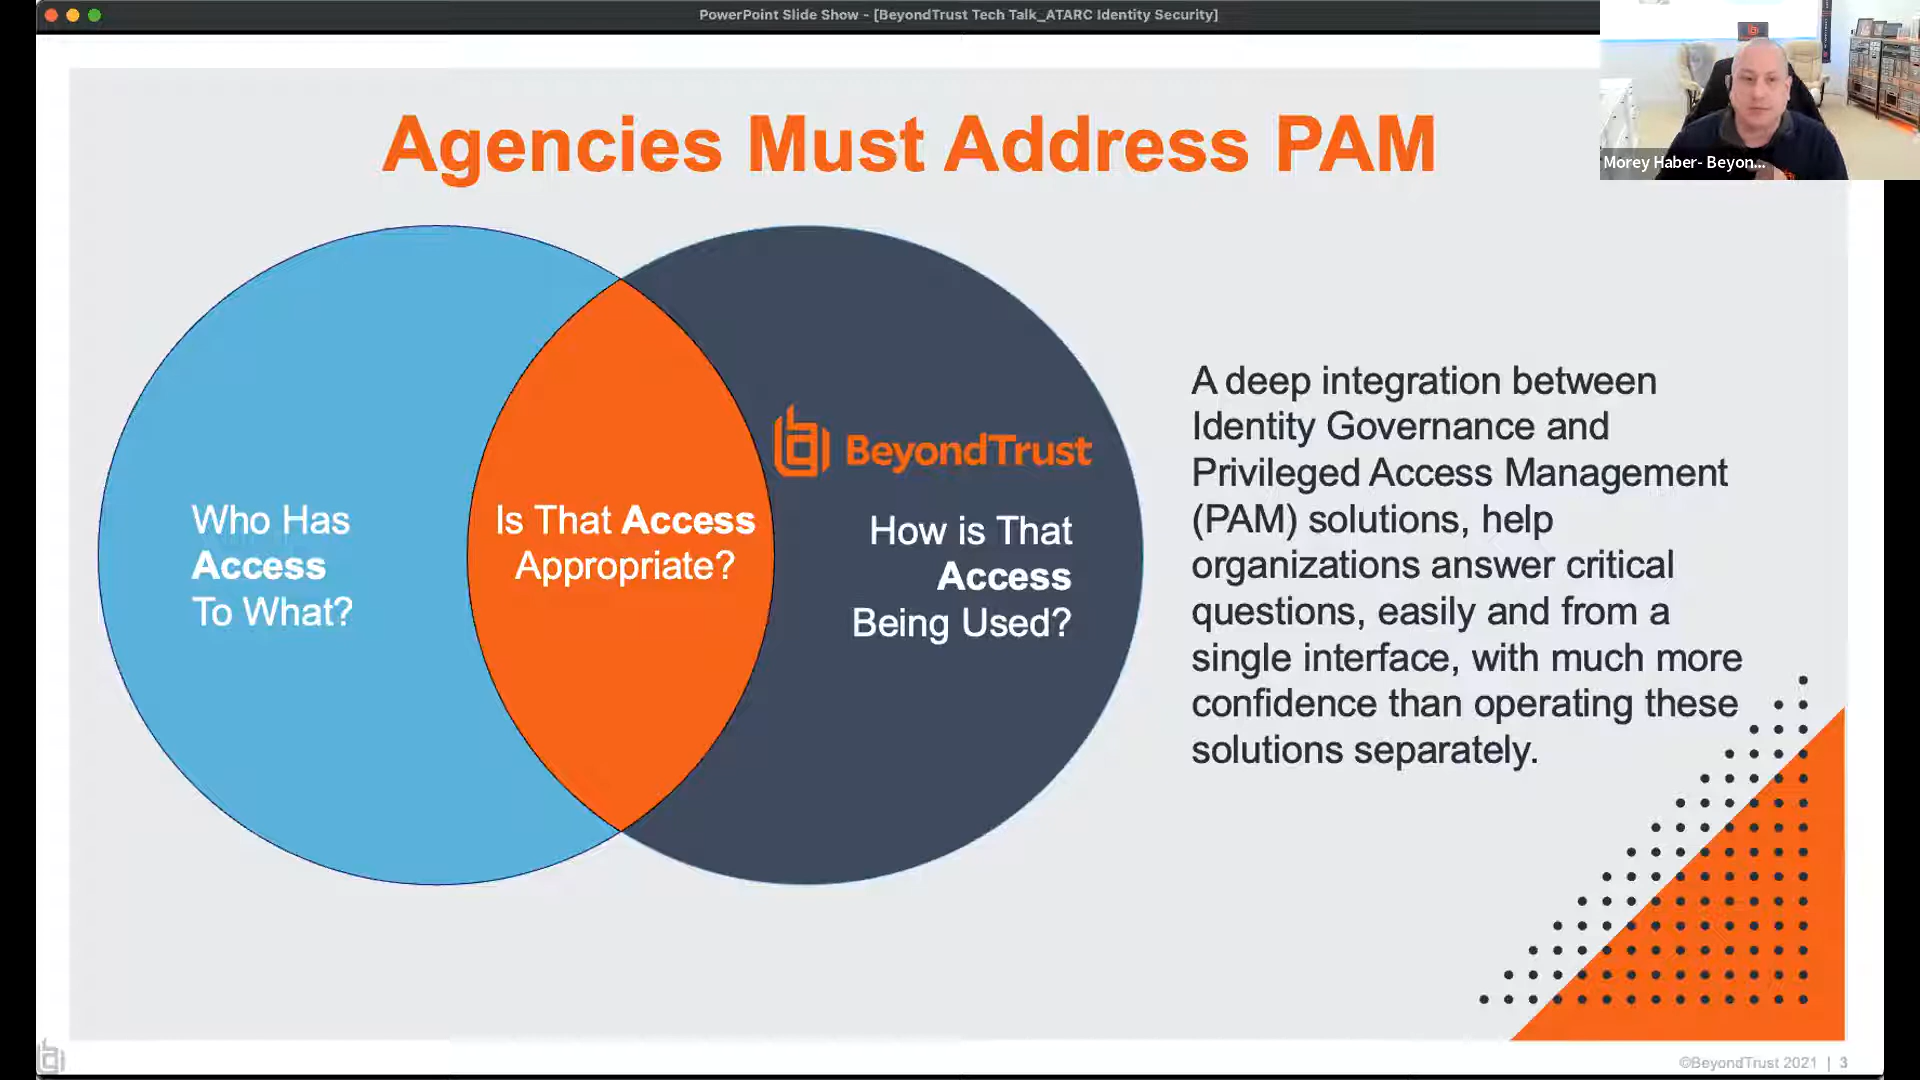 PowerPoint Slide Show - [BeyondTrust Tech Talk_ATARC Identity Security]
Morey Haber- Beyon...
Agencies Must Address PAM
Who Has
Access
To What?
Is That Access
Appropriate?
BeyondTrust
How is That
Access
Being Used?
A deep integration between
Identity Governance and
Privileged Access Management
(PAM) solutions, help
organizations answer critical
questions, easily and from a
single interface, with much more
confidence than operating these
solutions separately.
©BeyondTrust 2021 | 3